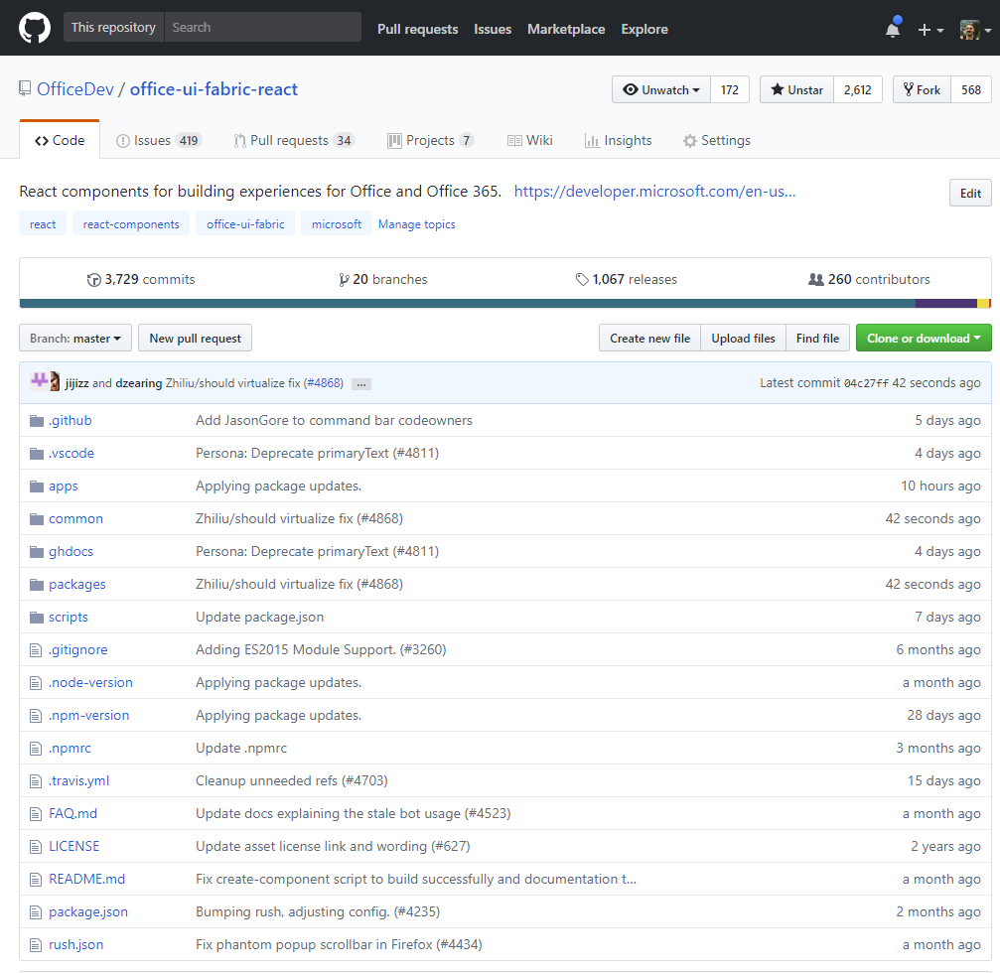 This repository Search Pull requests Issues Marketplace Explore
OfficeDev / office-ui-fabric-react Unwatch 172 Unstar 2,612 Fork 568
Code Issues 419 Pull requests 34 Projects 7 Wiki Insights Settings
React components for building experiences for Office and Office 365. https://developer.microsoft.com/en-us... Edit
react react-components office-ui-fabric microsoft Manage topics
3,729 commits 20 branches 1,067 releases 260 contributors
Branch: master New pull request Create new file Upload files Find file Clone or download
jijizz and dzearing Zhiliu/should virtualize fix (#4868) ... Latest commit 04c27ff 42 seconds ago
.github Add JasonGore to command bar codeowners 5 days ago
.vscode Persona: Deprecate primaryText (#4811) 4 days ago
apps Applying package updates. 10 hours ago
common Zhiliu/should virtualize fix (#4868) 42 seconds ago
ghdocs Persona: Deprecate primaryText (#4811) 4 days ago
packages Zhiliu/should virtualize fix (#4868) 42 seconds ago
scripts Update package.json 7 days ago
.gitignore Adding ES2015 Module Support. (#3260) 6 months ago
.node-version Applying package updates. a month ago
.npm-version Applying package updates. 28 days ago
.npmrc Update .npmrc 3 months ago
.travis.yml Cleanup unneeded refs (#4703) 15 days ago
FAQ.md Update docs explaining the stale bot usage (#4523) a month ago
LICENSE Update asset license link and wording (#627) 2 years ago
README.md Fix create-component script to build successfully and documentation t... a month ago
package.json Bumping rush, adjusting config. (#4235) 2 months ago
rush.json Fix phantom popup scrollbar in Firefox (#4434) a month ago